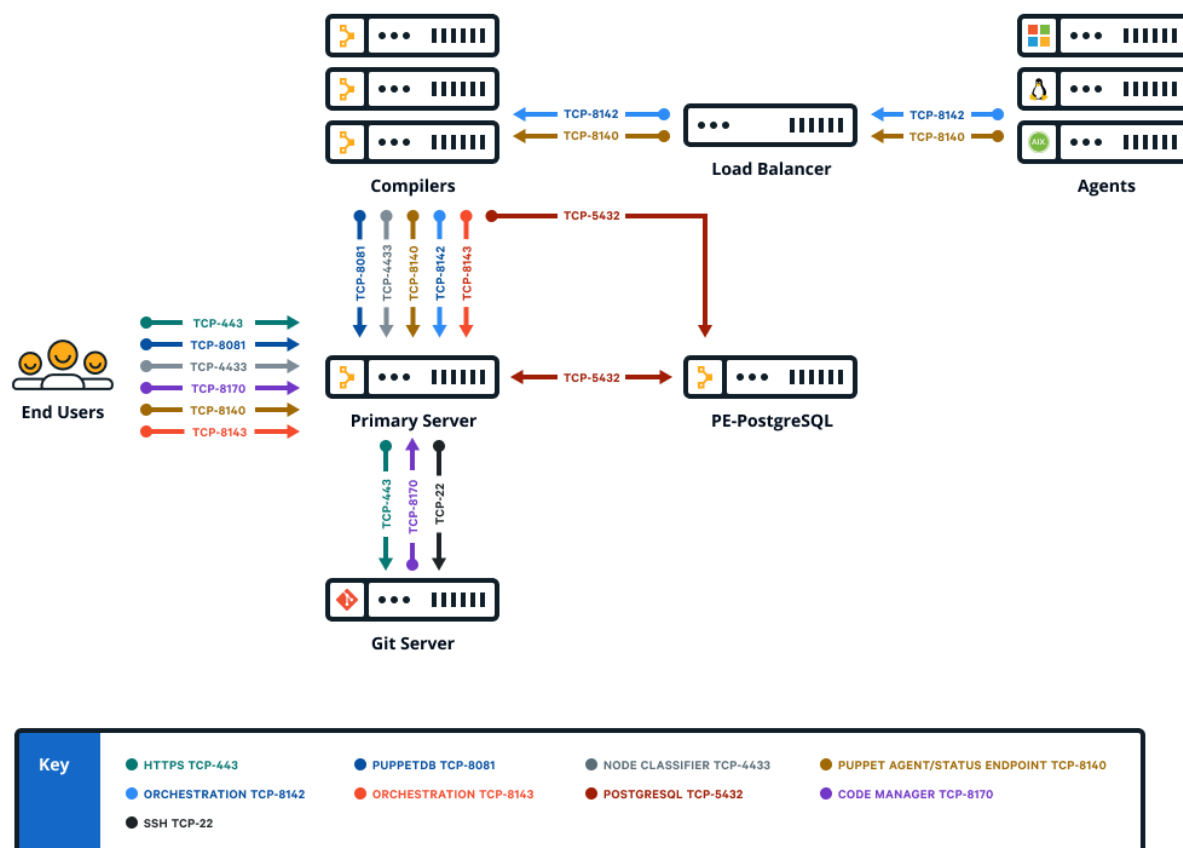 TCP-8142
TCP-8140
TCP-8142
TCP-8140
AIX
Compilers
Load Balancer
Agents
TCP-5432
TCP-8081
TCP-4433
TCP-8140
TCP-8142
TCP-8143
TCP-443
TCP-8081
TCP-4433
TCP-8170
TCP-8140
TCP-8143
End Users
TCP-5432
Primary Server
PE-PostgreSQL
TCP-443
TCP-8170
TCP-22
Git Server
Key
HTTPS TCP-443
PUPPETDB TCP-8081
NODE CLASSIFIER TCP-4433
PUPPET AGENT/STATUS ENDPOINT TCP-8140
ORCHESTRATION TCP-8142
ORCHESTRATION TCP-8143
POSTGRESQL TCP-5432
CODE MANAGER TCP-8170
SSH TCP-22